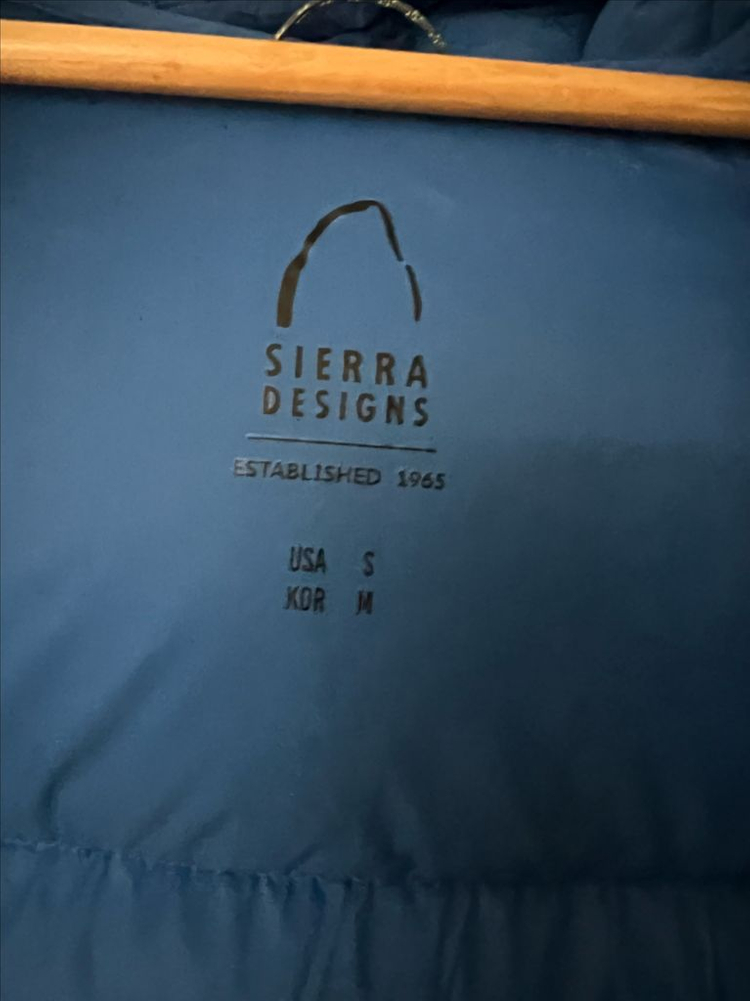 SIERRA
DESIGNS
ESTABLISHED 1965
USA S
KOR M